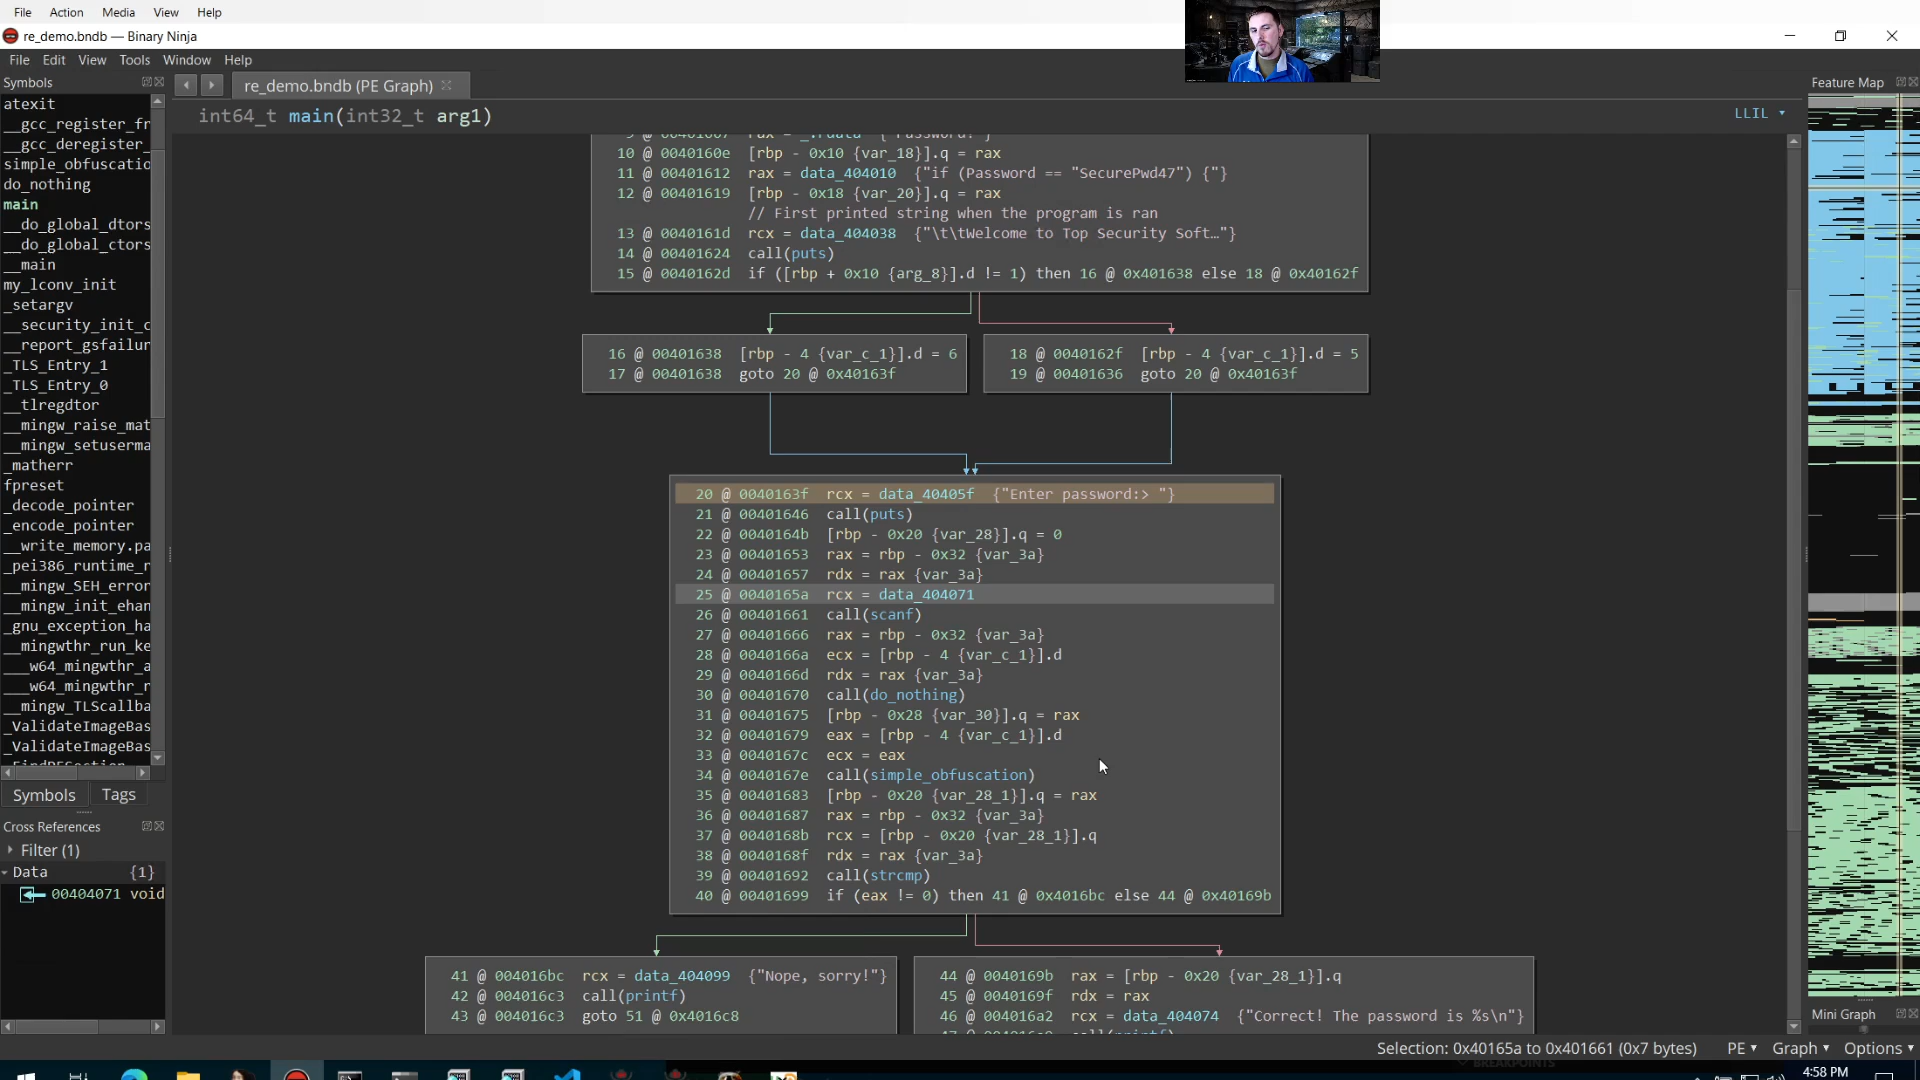 File Action Media View Help
re_demo.bndb — Binary Ninja
File Edit View Tools Window Help
Symbols
re_demo.bndb (PE Graph)
Feature Map
int64_t main(int32_t arg1)
LLIL
atexit
__gcc_register_fr
__gcc_deregister_
simple_obfuscatio
do_nothing
main
__do_global_dtors
__do_global_ctors
__main
my_lconv_init
_setargv
__security_init_c
__report_gsfailur
_TLS_Entry_1
_TLS_Entry_0
__tlregdtor
__mingw_raise_mat
__mingw_setuserma
_matherr
fpreset
_decode_pointer
_encode_pointer
__write_memory.pa
_pei386_runtime_r
__mingw_SEH_error
__mingw_init_ehan
_gnu_exception_ha
__mingwthr_run_ke
___w64_mingwthr_a
___w64_mingwthr_r
__mingw_TLScallba
_ValidateImageBas
_ValidateImageBas
Symbols Tags
Cross References
Filter (1)
Data {1}
00404071 void
10 @ 0040160e [rbp - 0x10 {var_18}].q = rax
11 @ 00401612 rax = data_404010 {"if (Password == "SecurePwd47") {"}
12 @ 00401619 [rbp - 0x18 {var_20}].q = rax
// First printed string when the program is ran
13 @ 0040161d rcx = data_404038 {"\t\tWelcome to Top Security Soft…"}
14 @ 00401624 call(puts)
15 @ 0040162d if ([rbp + 0x10 {arg_8}].d != 1) then 16 @ 0x401638 else 18 @ 0x40162f
16 @ 00401638 [rbp - 4 {var_c_1}].d = 6
17 @ 00401638 goto 20 @ 0x40163f
18 @ 0040162f [rbp - 4 {var_c_1}].d = 5
19 @ 00401636 goto 20 @ 0x40163f
20 @ 0040163f rcx = data_40405f {"Enter password:> "}
21 @ 00401646 call(puts)
22 @ 0040164b [rbp - 0x20 {var_28}].q = 0
23 @ 00401653 rax = rbp - 0x32 {var_3a}
24 @ 00401657 rdx = rax {var_3a}
25 @ 0040165a rcx = data_404071
26 @ 00401661 call(scanf)
27 @ 00401666 rax = rbp - 0x32 {var_3a}
28 @ 0040166a ecx = [rbp - 4 {var_c_1}].d
29 @ 0040166d rdx = rax {var_3a}
30 @ 00401670 call(do_nothing)
31 @ 00401675 [rbp - 0x28 {var_30}].q = rax
32 @ 00401679 eax = [rbp - 4 {var_c_1}].d
33 @ 0040167c ecx = eax
34 @ 0040167e call(simple_obfuscation)
35 @ 00401683 [rbp - 0x20 {var_28_1}].q = rax
36 @ 00401687 rax = rbp - 0x32 {var_3a}
37 @ 0040168b rcx = [rbp - 0x20 {var_28_1}].q
38 @ 0040168f rdx = rax {var_3a}
39 @ 00401692 call(strcmp)
40 @ 00401699 if (eax != 0) then 41 @ 0x4016bc else 44 @ 0x40169b
41 @ 004016bc rcx = data_404099 {"Nope, sorry!"}
42 @ 004016c3 call(printf)
43 @ 004016c3 goto 51 @ 0x4016c8
44 @ 0040169b rax = [rbp - 0x20 {var_28_1}].q
45 @ 0040169f rdx = rax
46 @ 004016a2 rcx = data_404074 {"Correct! The password is %s\n"}
Mini Graph
Selection: 0x40165a to 0x401661 (0x7 bytes) PE Graph Options
BREAKPOINTS
4:58 PM